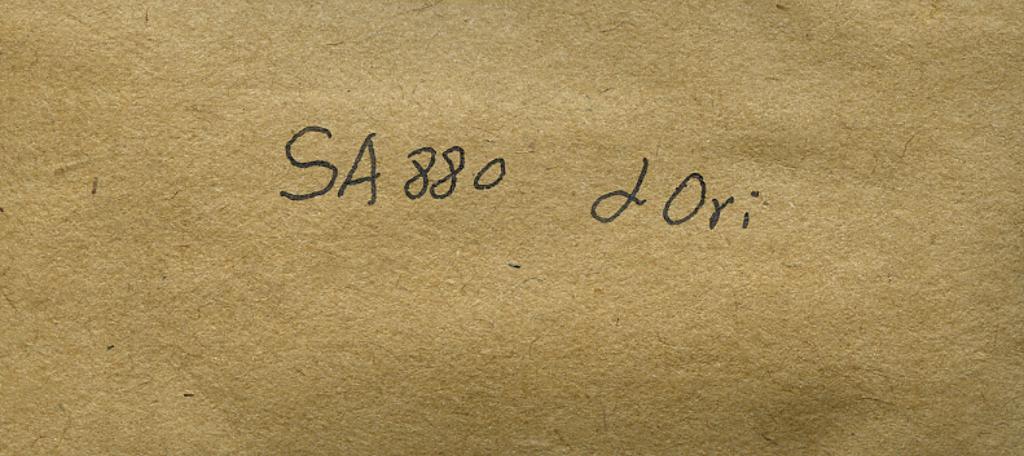 SA 880 α Ori